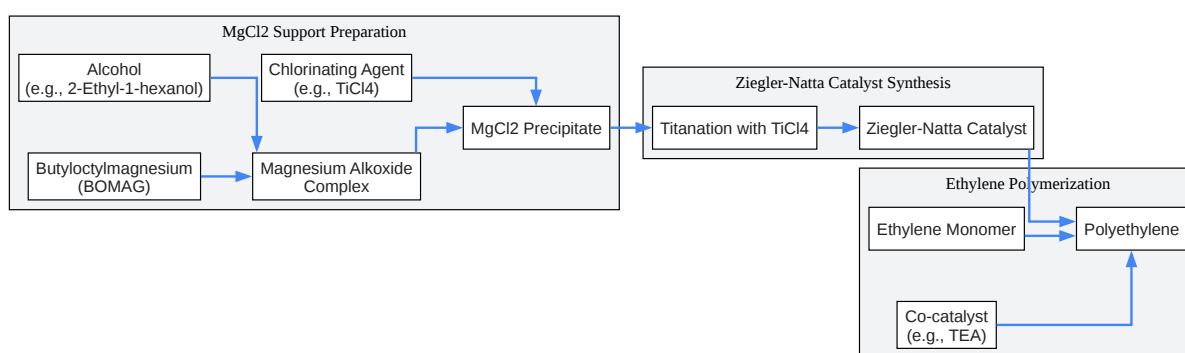 MgCl2 Support Preparation
Alcohol
(e.g., 2-Ethyl-1-hexanol)
Chlorinating Agent
(e.g., TiCl4)
MgCl2 Precipitate
Butyloctylmagnesium
(BOMAG)
Magnesium Alkoxide
Complex
Ziegler-Natta Catalyst Synthesis
Titanation with TiCl4
Ziegler-Natta Catalyst
Ethylene Polymerization
Ethylene Monomer
Polyethylene
Co-catalyst
(e.g., TEA)